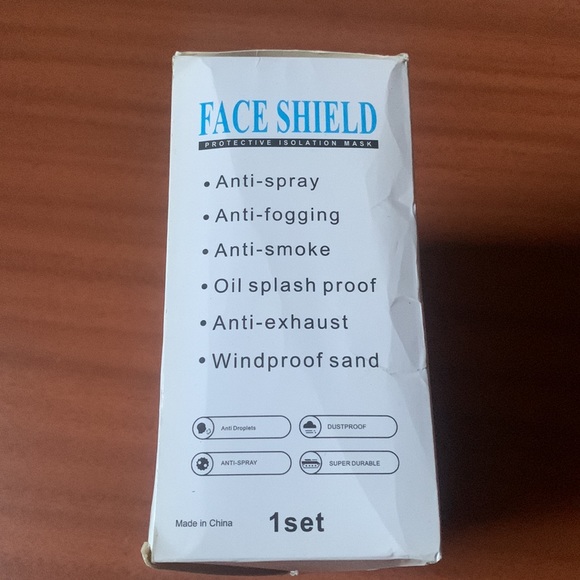 FACE SHIELD
PROTECTIVE ISOLATION MASK
• Anti-spray
• Anti-fogging
• Anti-smoke
• Oil splash proof
• Anti-exhaust
• Windproof sand
Anti Droplets
DUSTPROOF
ANTI-SPRAY
SUPER DURABLE
Made in China
1set